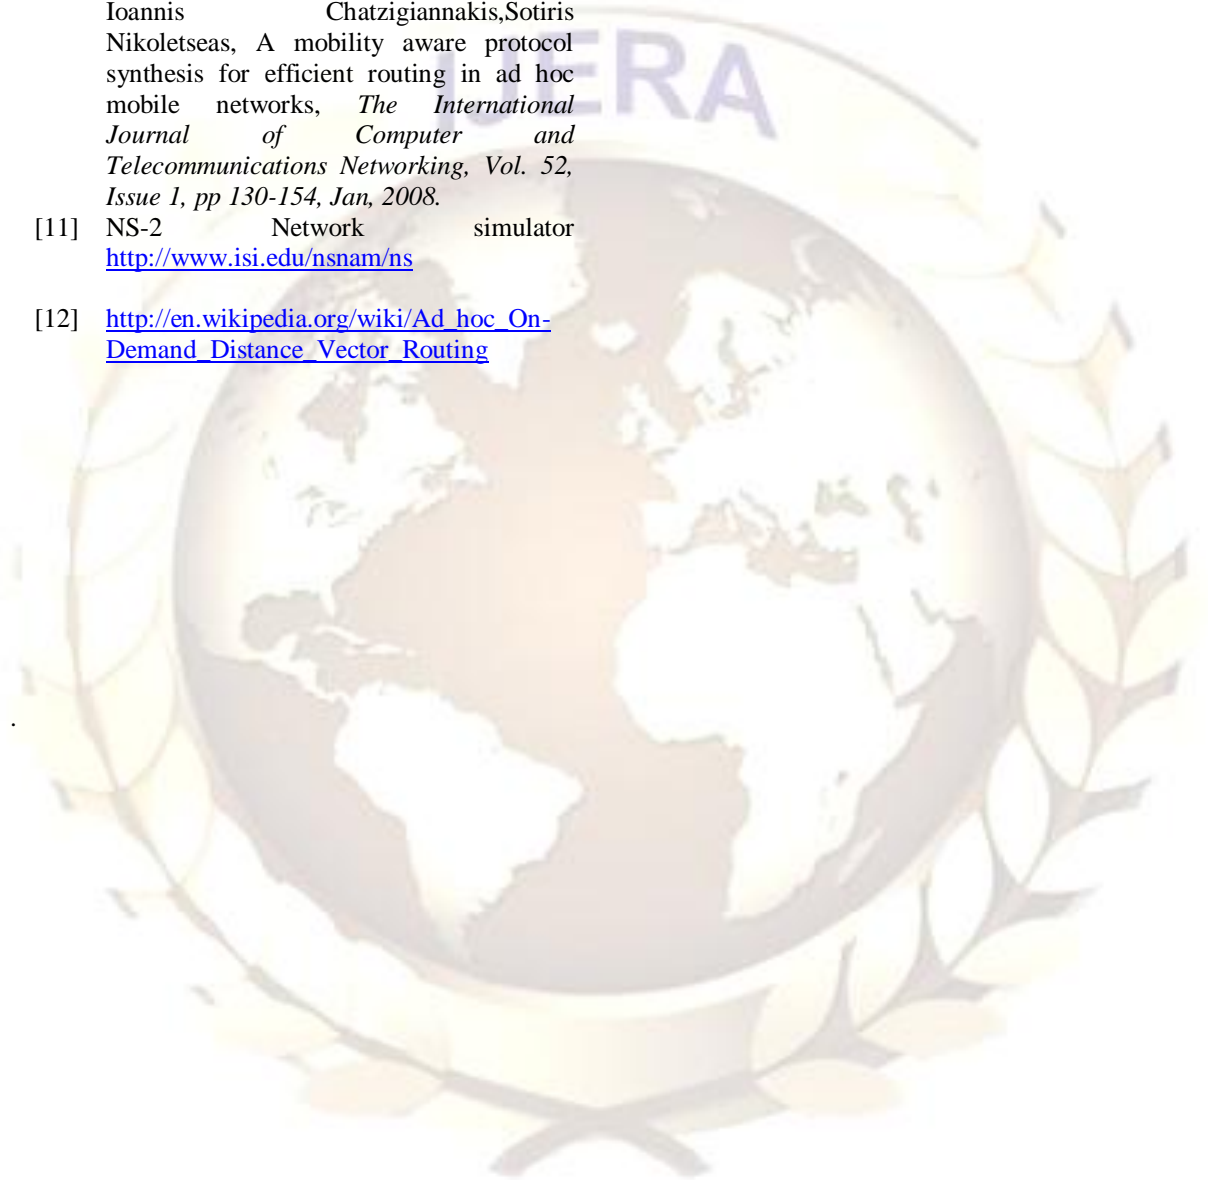 IJERA
Ioannis Chatzigiannakis,Sotiris
Nikoletseas, A mobility aware protocol
synthesis for efficient routing in ad hoc
mobile networks, The International
Journal of Computer and
Telecommunications Networking, Vol. 52,
Issue 1, pp 130-154, Jan, 2008.
[11] NS-2 Network simulator
http://www.isi.edu/nsnam/ns
[12] http://en.wikipedia.org/wiki/Ad_hoc_On-
Demand_Distance_Vector_Routing
.